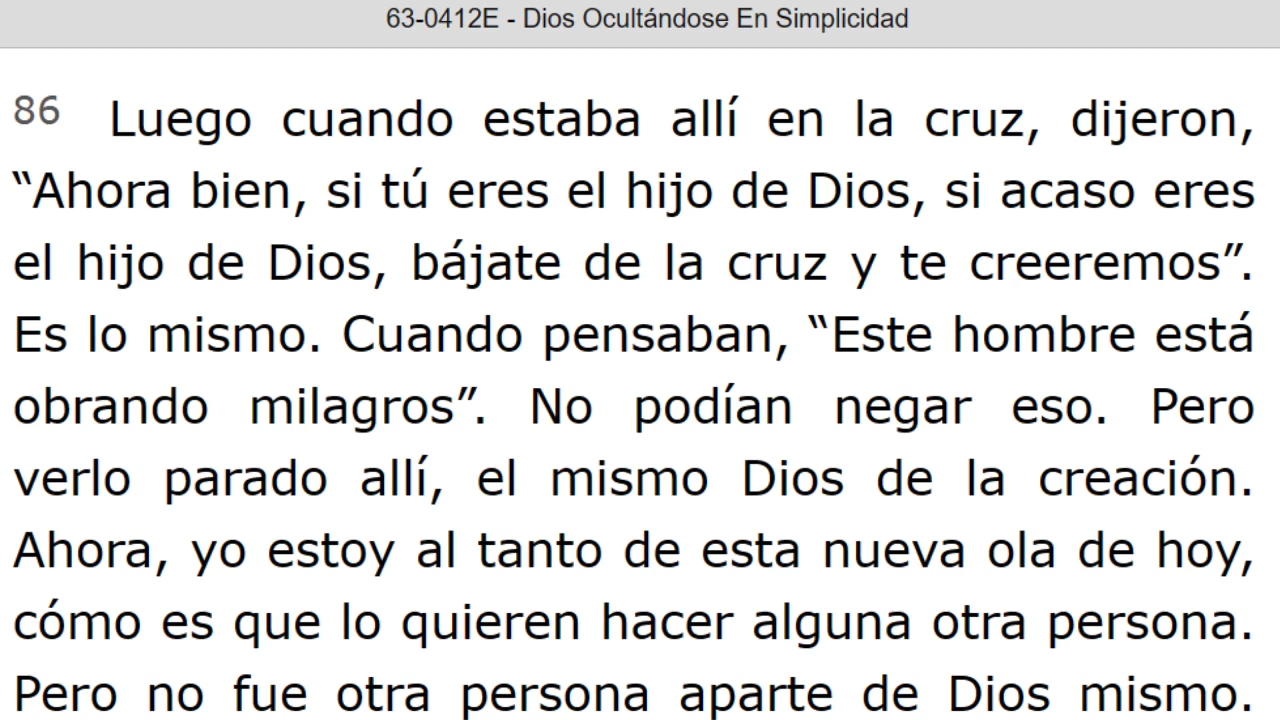 63-0412E - Dios Ocultándose En Simplicidad
86 Luego cuando estaba allí en la cruz, dijeron,
“Ahora bien, si tú eres el hijo de Dios, si acaso eres
el hijo de Dios, bájate de la cruz y te creeremos”.
Es lo mismo. Cuando pensaban, “Este hombre está
obrando milagros”. No podían negar eso. Pero
verlo parado allí, el mismo Dios de la creación.
Ahora, yo estoy al tanto de esta nueva ola de hoy,
cómo es que lo quieren hacer alguna otra persona.
Pero no fue otra persona aparte de Dios mismo.